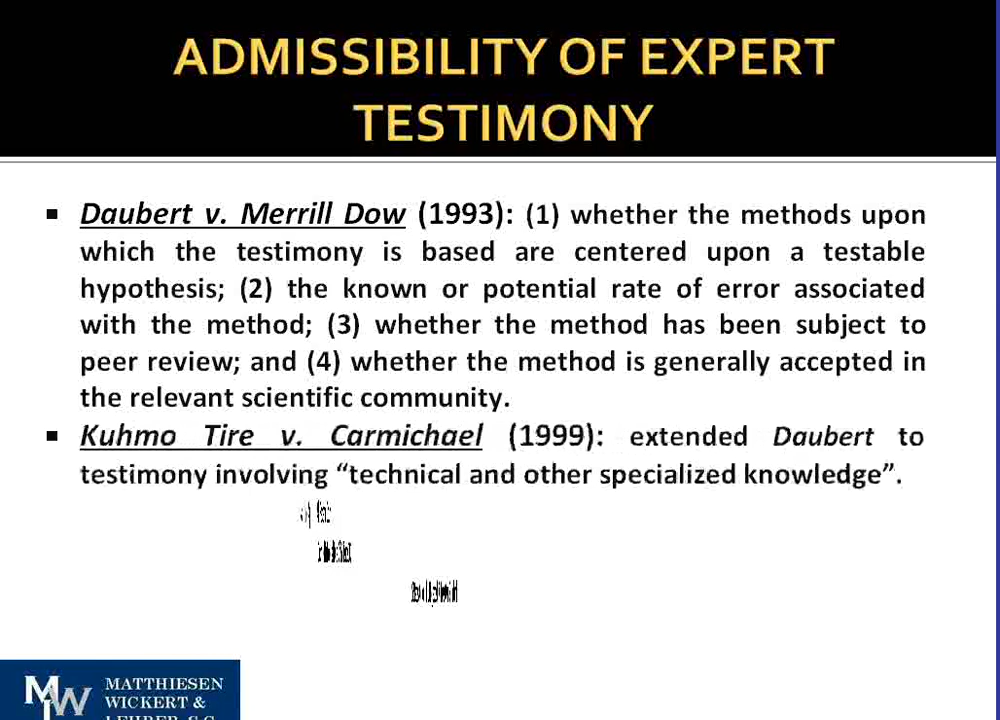 ADMISSIBILITY OF EXPERT
TESTIMONY
▪ Daubert v. Merrill Dow (1993): (1) whether the methods upon
which the testimony is based are centered upon a testable
hypothesis; (2) the known or potential rate of error associated
with the method; (3) whether the method has been subject to
peer review; and (4) whether the method is generally accepted in
the relevant scientific community.
▪ Kuhmo Tire v. Carmichael (1999): extended Daubert to
testimony involving “technical and other specialized knowledge”.
MWL
MATTHIESEN
WICKERT &
LEHRER, S.C.